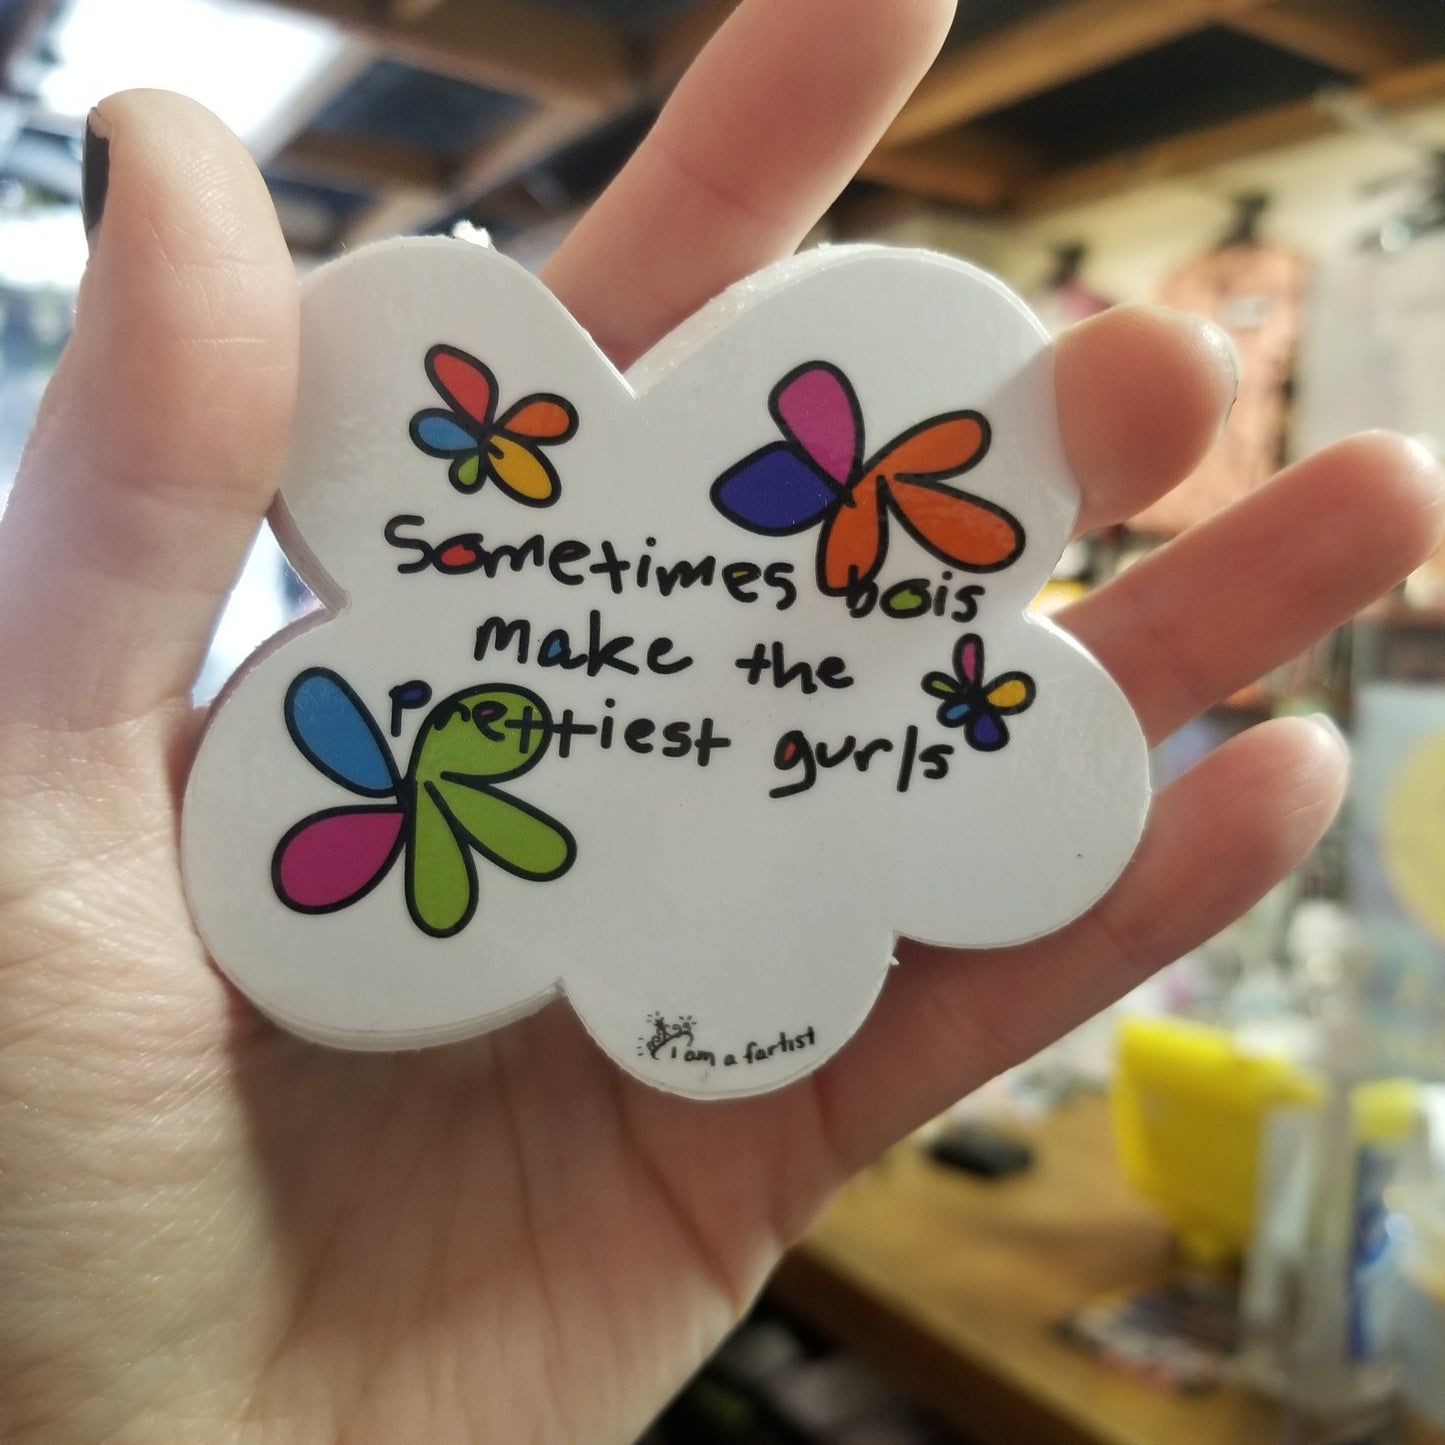 Sometimes bois
make the
Prettiest gurls
i am a fartist